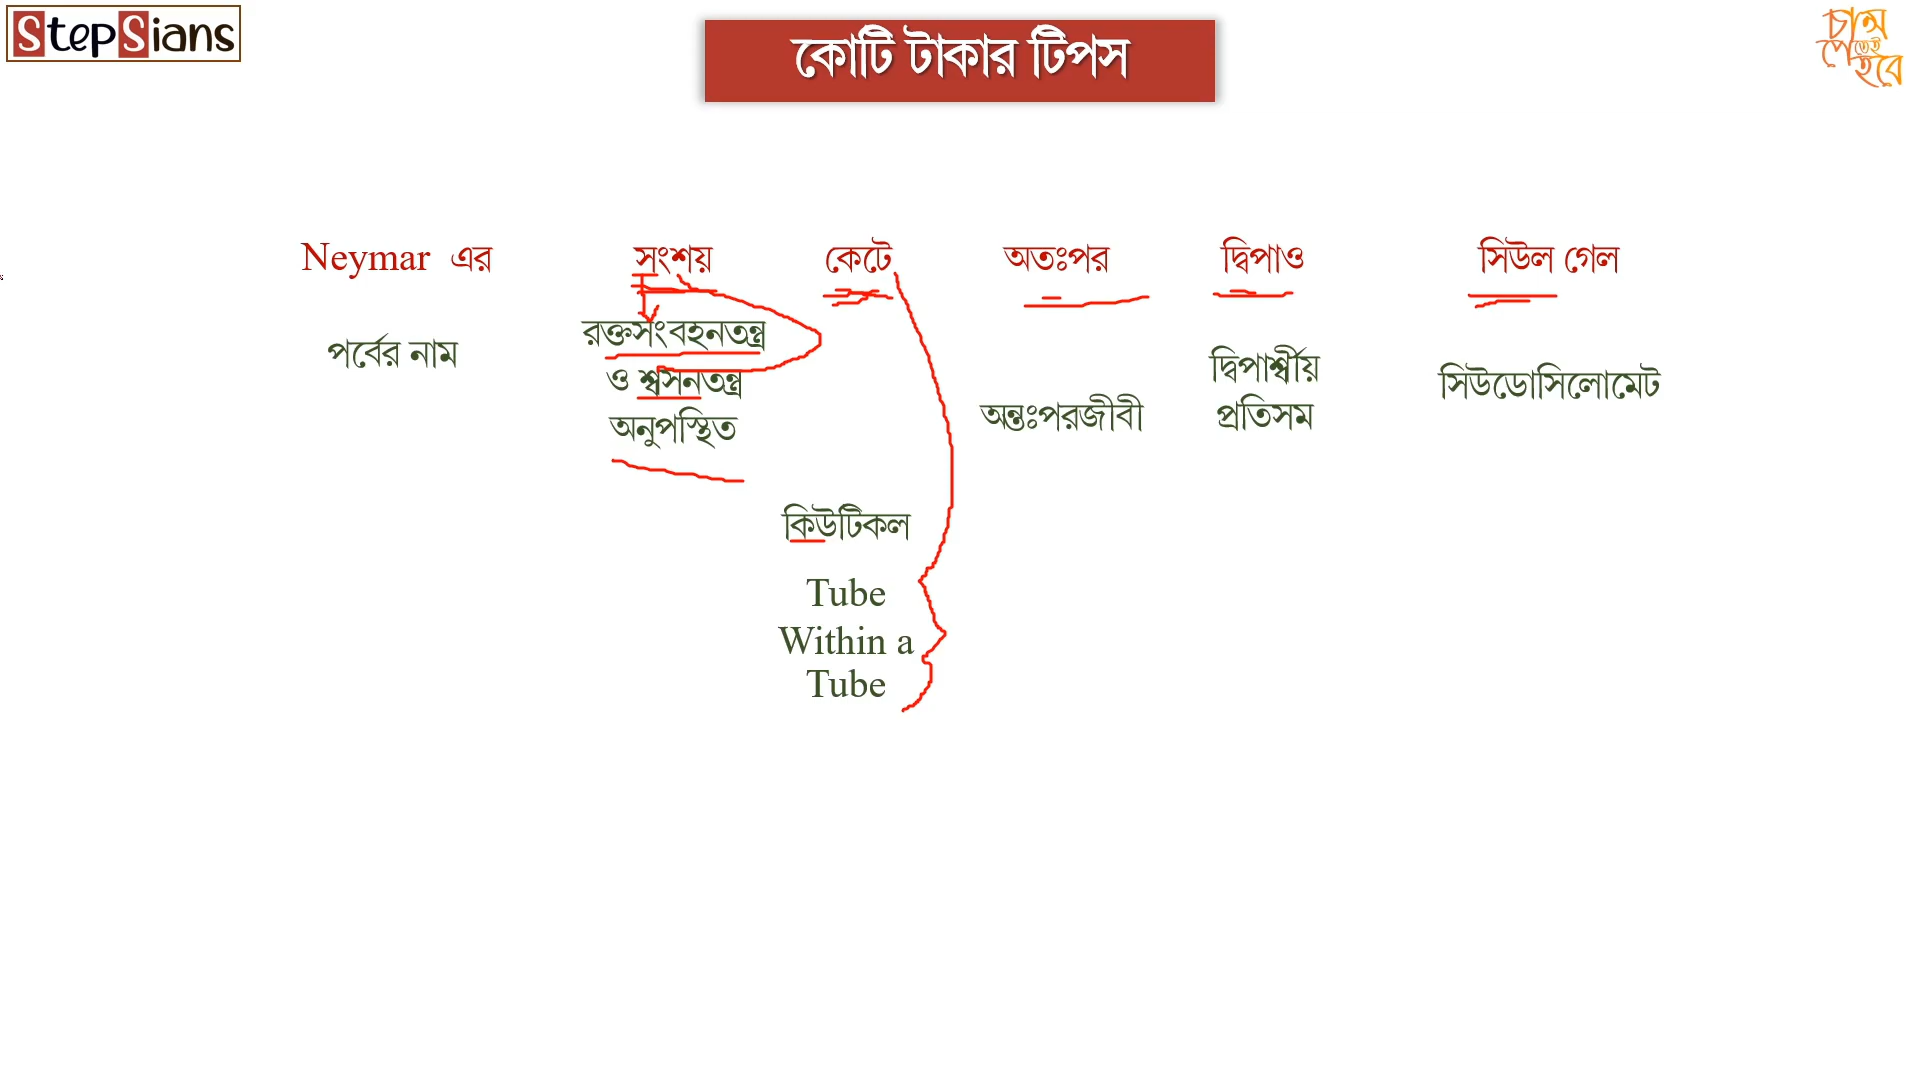 StepSians
কোটি টাকার টিপস
চান্স
পেতেই
হবে
Neymar এর
সংশয়
কেটে
অতঃপর
দ্বিপাও
সিউল গেল
পর্বের নাম
রক্তসংবহনতন্ত্র
ও শ্বসনতন্ত্র
অনুপস্থিত
কিউটিকল
Tube
Within a
Tube
অন্তঃপরজীবী
দ্বিপার্শ্বীয়
প্রতিসম
সিউডোসিলোমেট